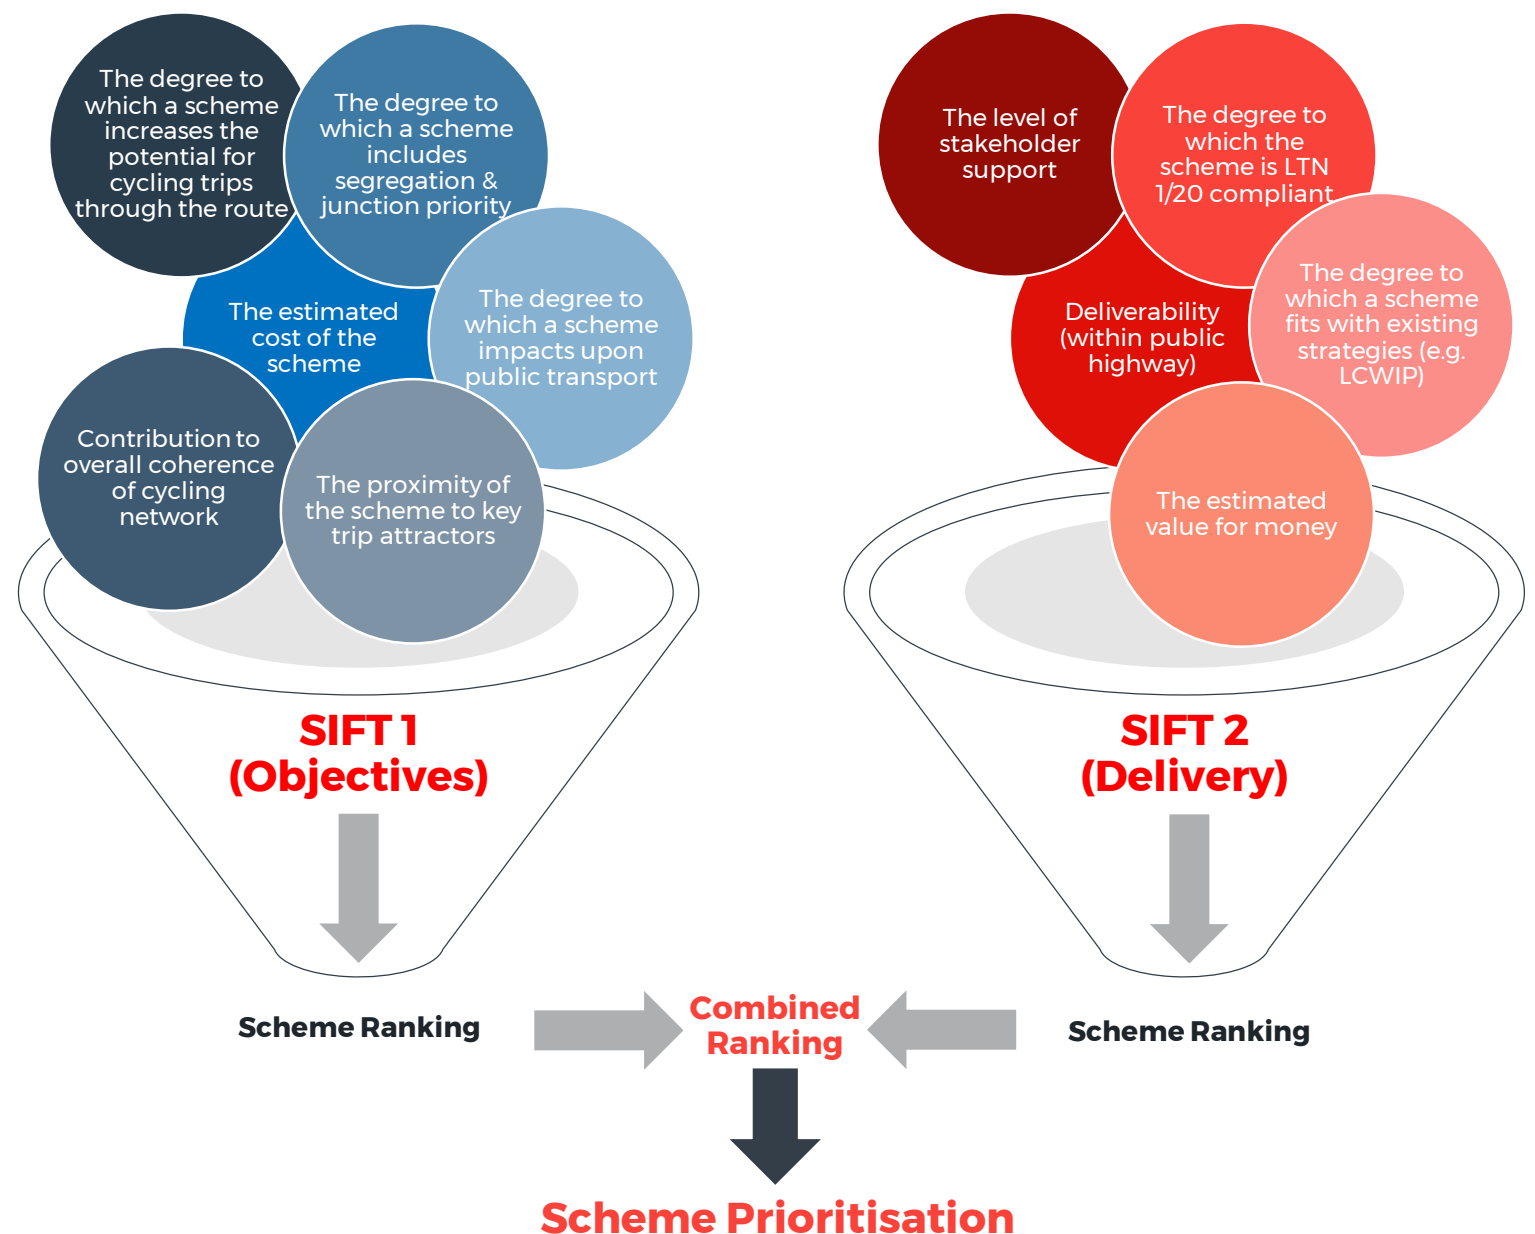 The degree to
which a scheme
increases the
potential for
cycling trips
through the route
The degree to
which a scheme
includes
segregation &
junction priority
The estimated
cost of the
scheme
The degree to
which a scheme
impacts upon
public transport
Contribution to
overall coherence
of cycling
network
The proximity of
the scheme to key
trip attractors
SIFT 1
(Objectives)
Scheme Ranking
The level of
stakeholder
support
The degree to
which the
scheme is LTN
1/20 compliant
Deliverability
(within public
highway)
The degree to
which a scheme
fits with existing
strategies (e.g.
LCWIP)
The estimated
value for money
SIFT 2
(Delivery)
Scheme Ranking
Combined
Ranking
Scheme Prioritisation